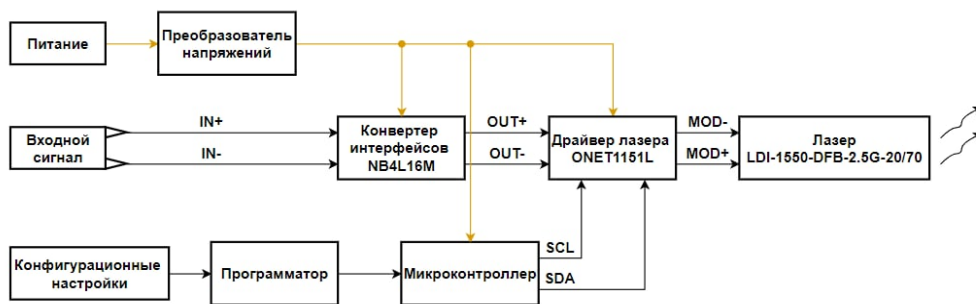 Питание
Преобразователь
напряжений
Входной
сигнал
IN+
IN-
Конвертер
интерфейсов
NB4L16M
OUT+
OUT-
Драйвер лазера
ONET1151L
MOD-
MOD+
Лазер
LDI-1550-DFB-2.5G-20/70
Конфигурационные
настройки
Программатор
Микроконтроллер
SCL
SDA